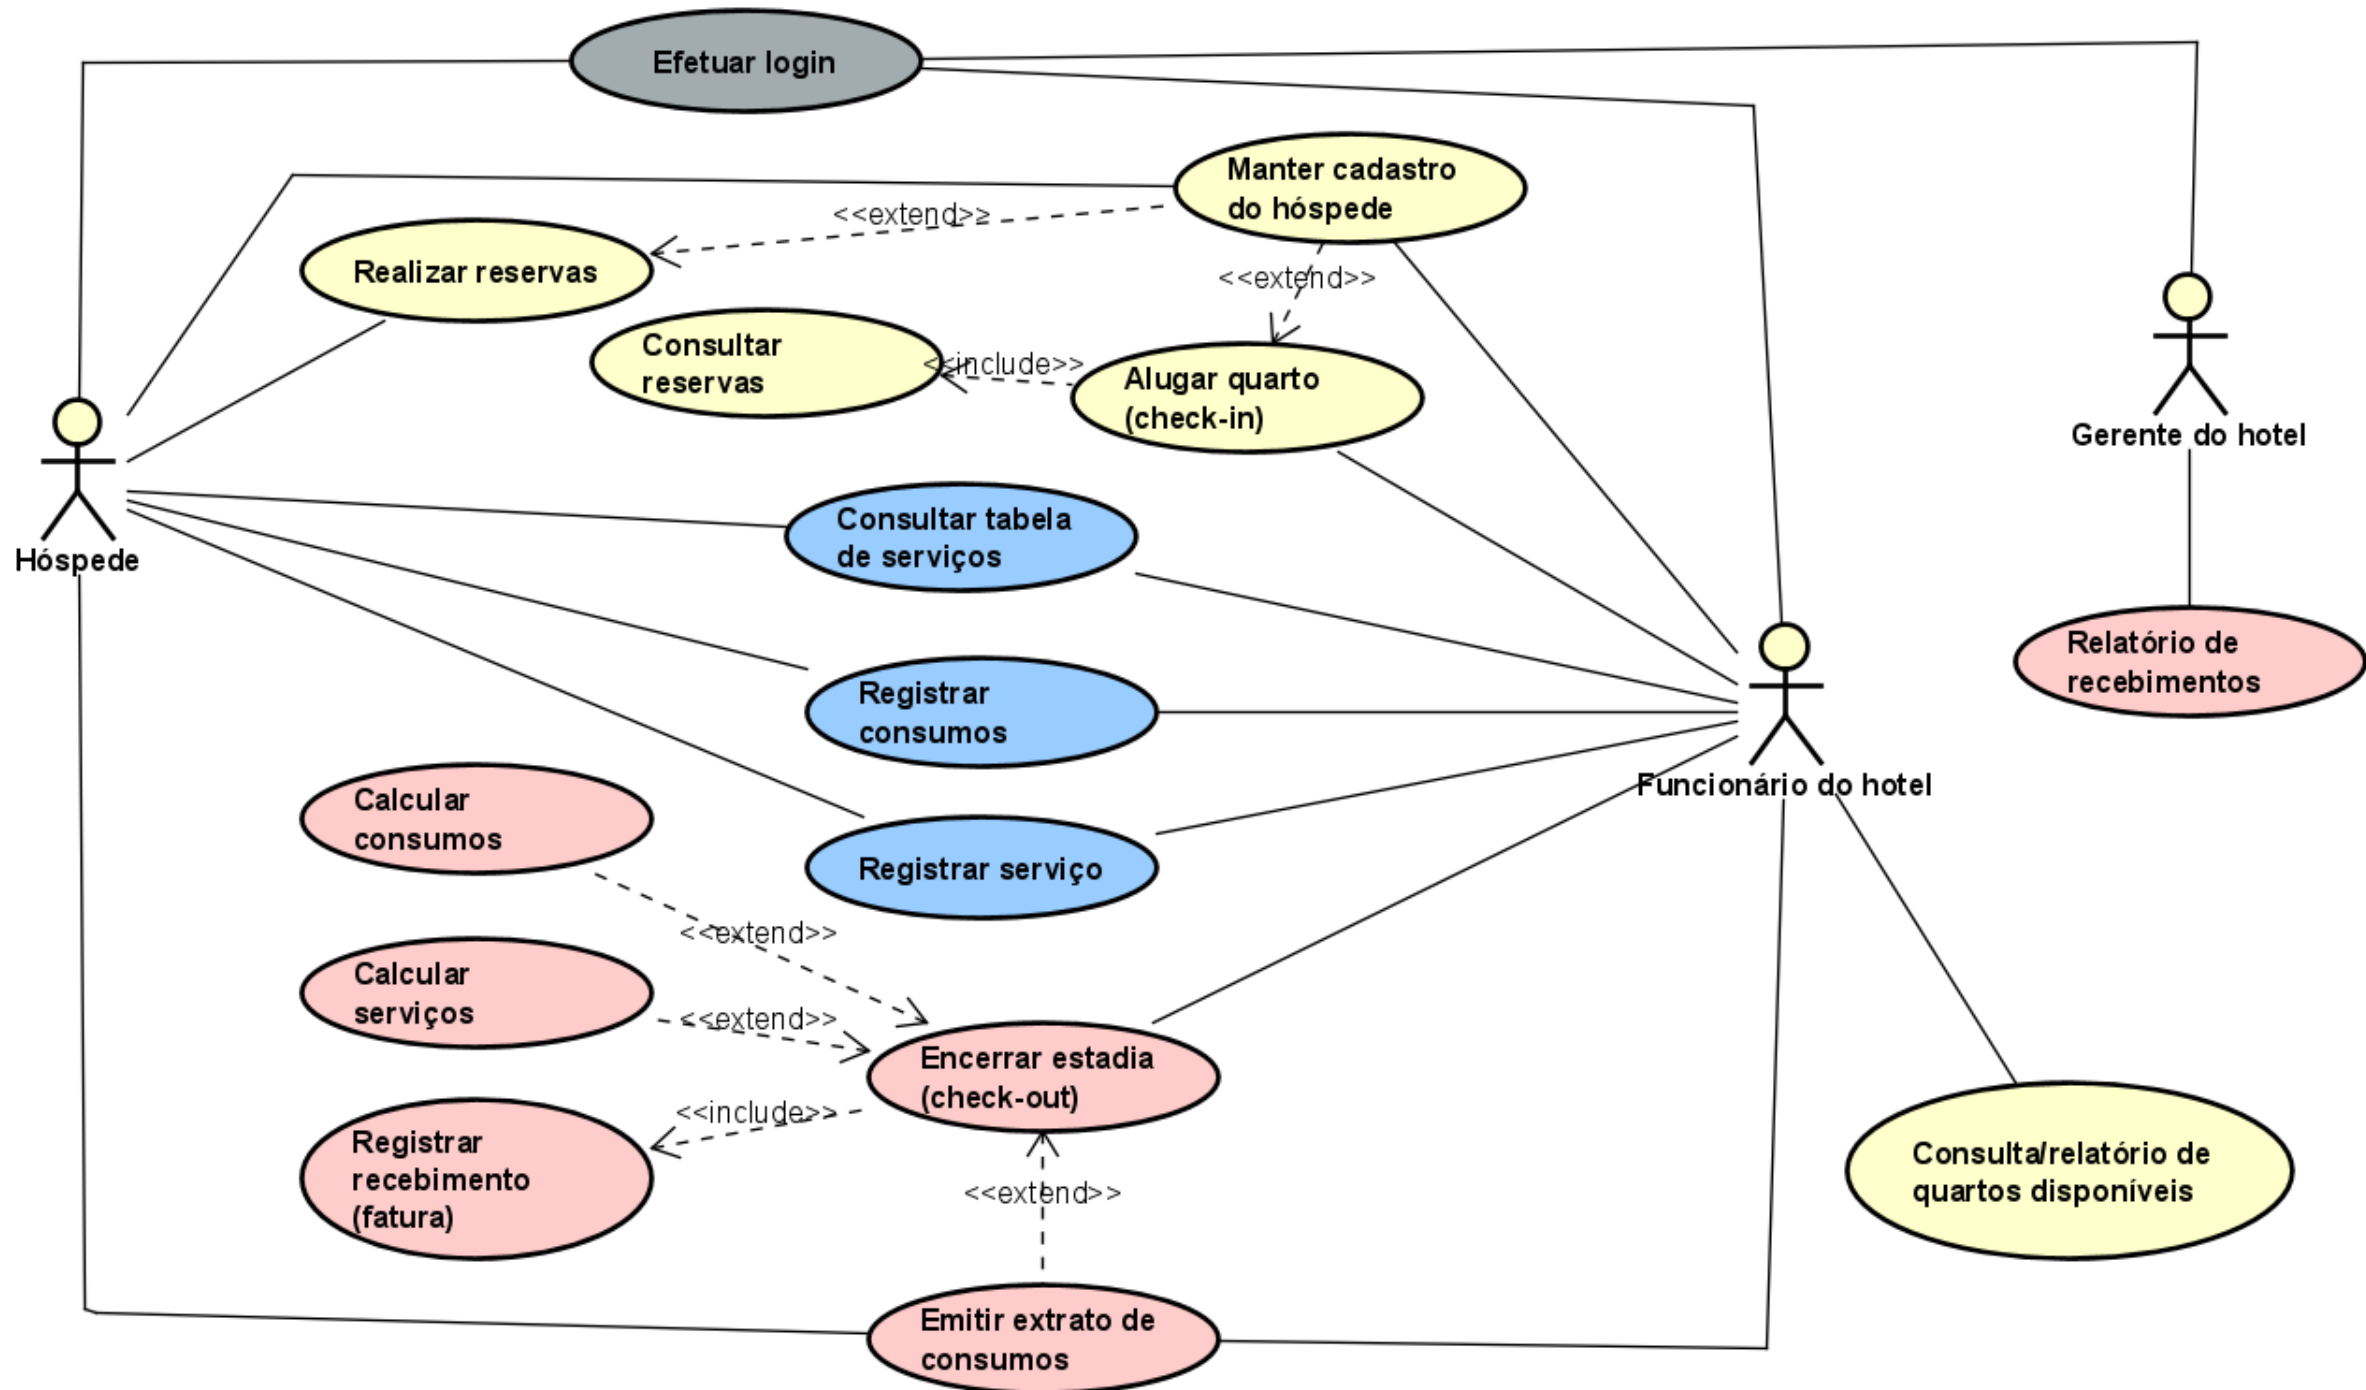 Efetuar login
Manter cadastro
do hóspede
<<extend>>
Realizar reservas
<<extend>>
Consultar
reservas
<<include>>
Alugar quarto
(check-in)
Gerente do hotel
Hóspede
Consultar tabela
de serviços
Relatório de
recebimentos
Registrar
consumos
Funcionário do hotel
Calcular
consumos
Registrar serviço
<<extend>>
Calcular
serviços
<<extend>>
Encerrar estadia
(check-out)
<<include>>
Registrar
recebimento
(fatura)
<<extend>>
Consulta/relatório de
quartos disponíveis
Emitir extrato de
consumos